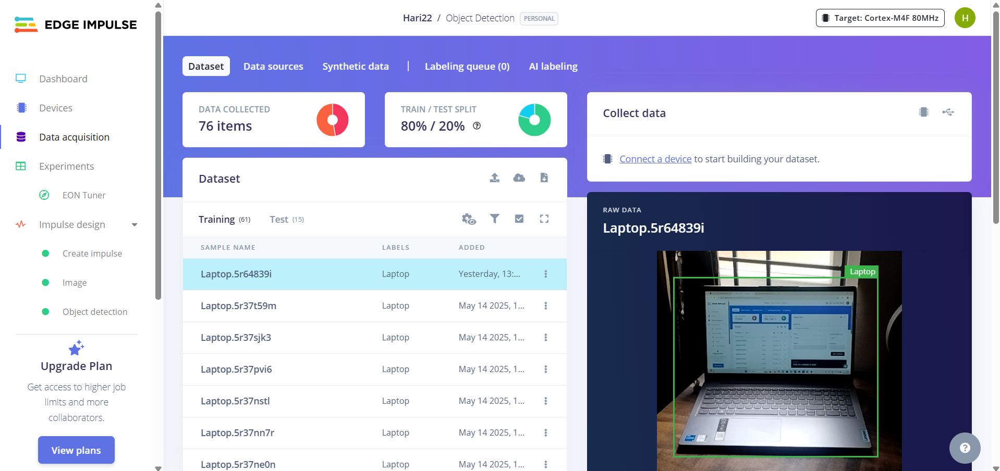 EDGE IMPULSE
Hari22 / Object Detection PERSONAL
Target: Cortex-M4F 80MHz
H
Dashboard
Devices
Data acquisition
Experiments
EON Tuner
Impulse design
Create impulse
Image
Object detection
Upgrade Plan
Get access to higher job
limits and more
collaborators.
View plans
Dataset
Data sources
Synthetic data
Labeling queue (0)
AI labeling
DATA COLLECTED
76 items
TRAIN / TEST SPLIT
80% / 20%
Dataset
Training (61)
Test (15)
SAMPLE NAME LABELS ADDED
Laptop.5r64839i Laptop Yesterday, 13:...
Laptop.5r37t59m Laptop May 14 2025, 1...
Laptop.5r37sjk3 Laptop May 14 2025, 1...
Laptop.5r37pvi6 Laptop May 14 2025, 1...
Laptop.5r37nstl Laptop May 14 2025, 1...
Laptop.5r37nn7r Laptop May 14 2025, 1...
Laptop.5r37ne0n Laptop May 14 2025, 1...
Collect data
Connect a device to start building your dataset.
RAW DATA
Laptop.5r64839i
Laptop
EDGE IMPULSE